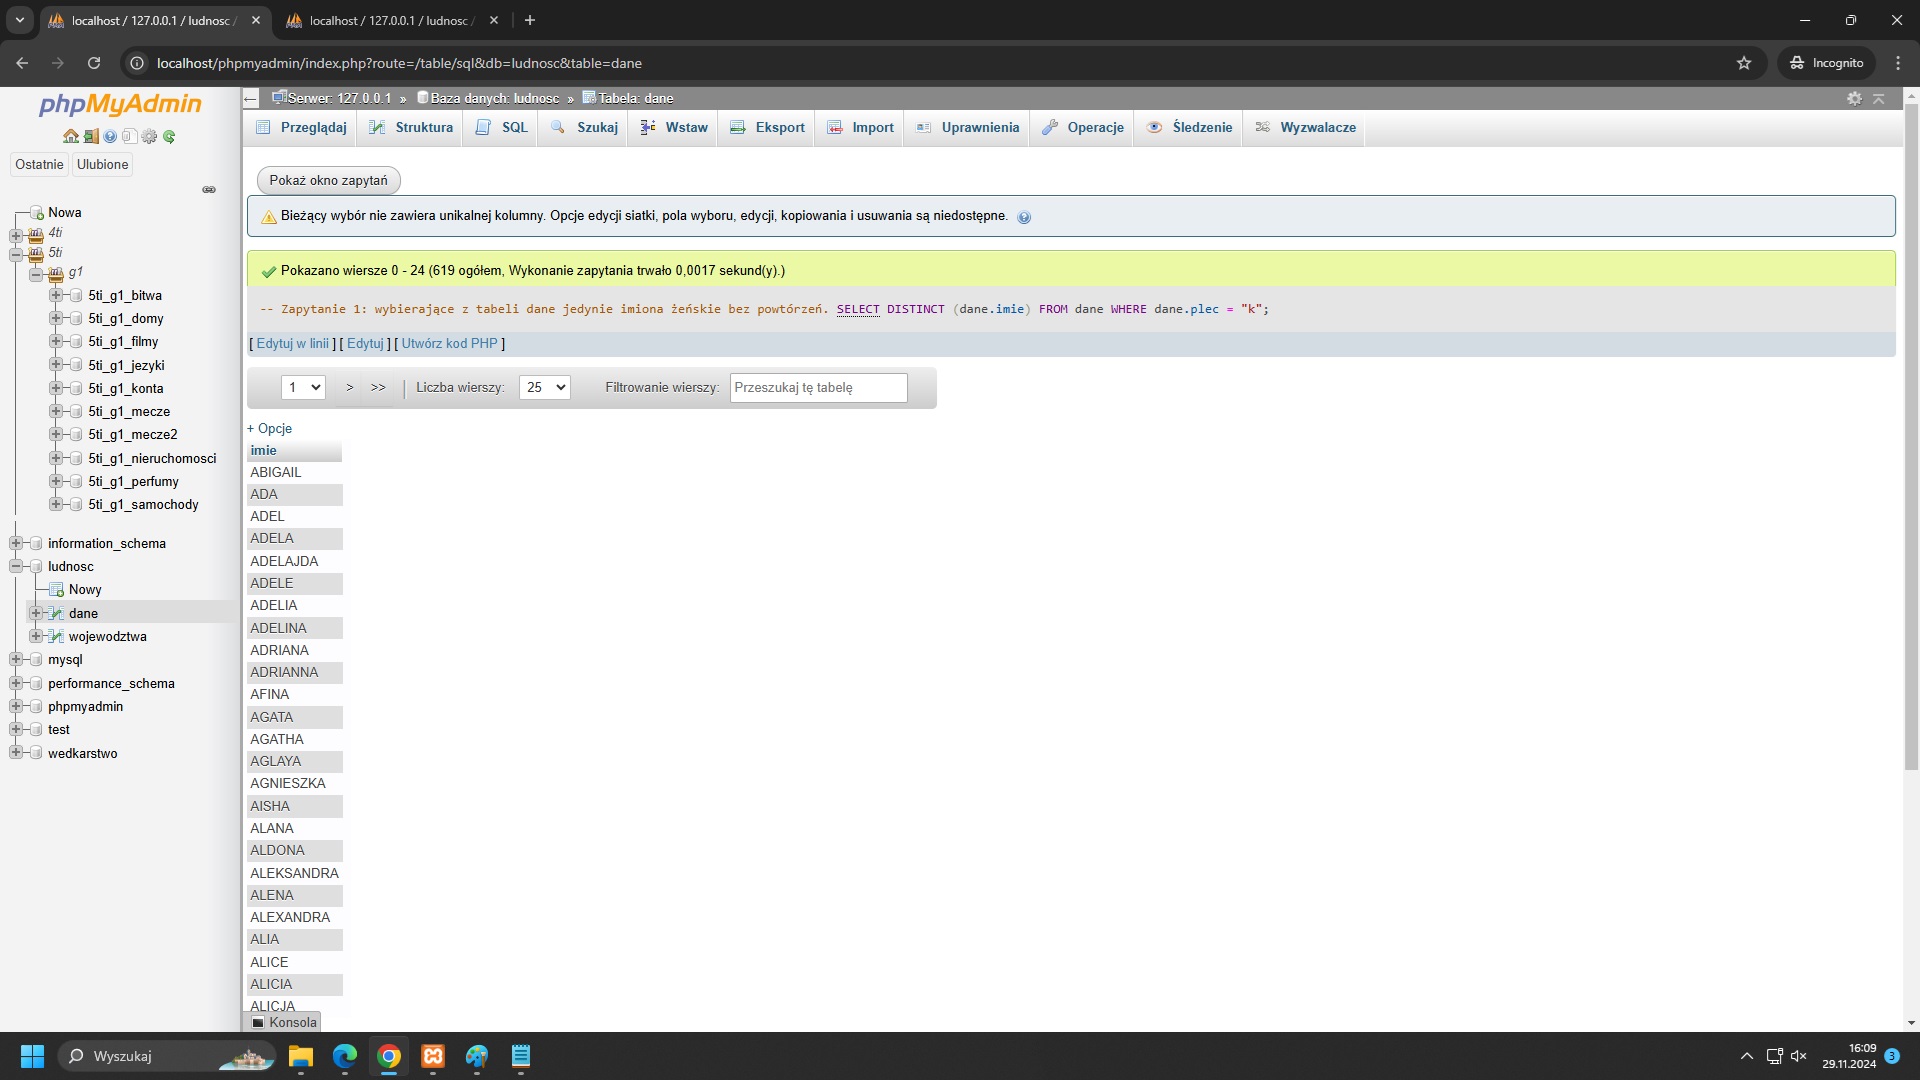 localhost / 127.0.0.1 / ludnosc /
localhost / 127.0.0.1 / ludnosc /
localhost/phpmyadmin/index.php?route=/table/sql&db=ludnosc&table=dane
Incognito
phpMyAdmin
Ostatnie
Ulubione
Nowa
4ti
5ti
g1
5ti_g1_bitwa
5ti_g1_domy
5ti_g1_filmy
5ti_g1_jezyki
5ti_g1_konta
5ti_g1_mecze
5ti_g1_mecze2
5ti_g1_nieruchomosci
5ti_g1_perfumy
5ti_g1_samochody
information_schema
ludnosc
Nowy
dane
wojewodztwa
mysql
performance_schema
phpmyadmin
test
wedkarstwo
Serwer: 127.0.0.1 » Baza danych: ludnosc » Tabela: dane
Przeglądaj Struktura SQL Szukaj Wstaw Eksport Import Uprawnienia Operacje Śledzenie Wyzwalacze
Pokaż okno zapytań
Bieżący wybór nie zawiera unikalnej kolumny. Opcje edycji siatki, pola wyboru, edycji, kopiowania i usuwania są niedostępne.
Pokazano wiersze 0 - 24 (619 ogółem, Wykonanie zapytania trwało 0,0017 sekund(y).)
-- Zapytanie 1: wybierające z tabeli dane jedynie imiona żeńskie bez powtórzeń. SELECT DISTINCT (dane.imie) FROM dane WHERE dane.plec = "k";
[ Edytuj w linii ] [ Edytuj ] [ Utwórz kod PHP ]
1 > >> | Liczba wierszy: 25 Filtrowanie wierszy: Przeszukaj tę tabelę
+ Opcje
imie
ABIGAIL
ADA
ADEL
ADELA
ADELAJDA
ADELE
ADELIA
ADELINA
ADRIANA
ADRIANNA
AFINA
AGATA
AGATHA
AGLAYA
AGNIESZKA
AISHA
ALANA
ALDONA
ALEKSANDRA
ALENA
ALEXANDRA
ALIA
ALICE
ALICIA
ALICJA
Konsola
Wyszukaj
16:09
29.11.2024
3